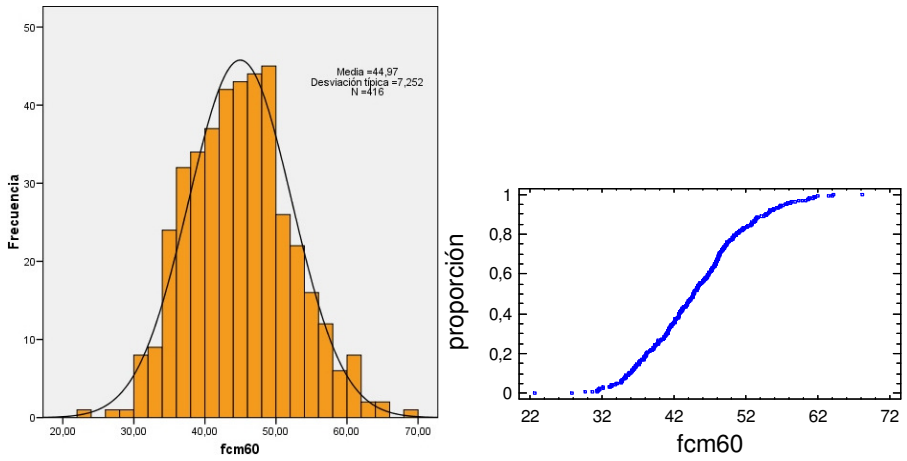 50
40
30
20
10
0
Frecuencia
Media =44,97
Desviación típica =7,252
N =416
20,00 30,00 40,00 50,00 60,00 70,00
fcm60
proporción
1
0,8
0,6
0,4
0,2
0
22 32 42 52 62 72
fcm60